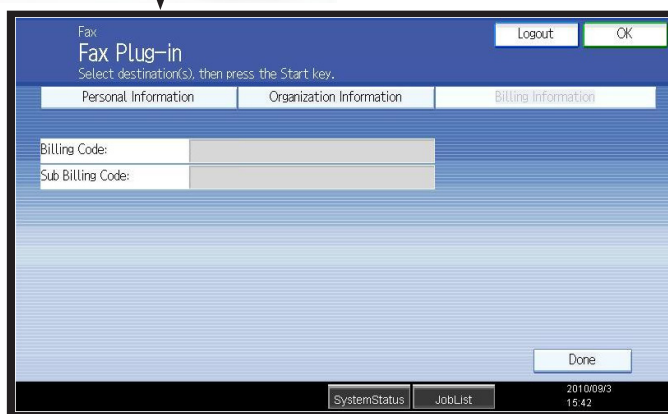 Fax
Fax Plug-in
Select destination(s), then press the Start key.
Logout
OK
Personal Information
Organization Information
Billing Information
Billing Code:
Sub Billing Code:
Done
SystemStatus
JobList
2010/09/3
15:42